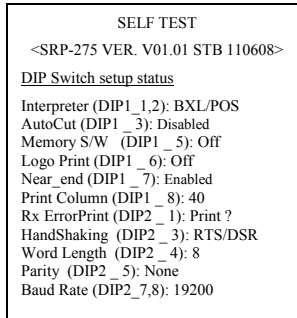 SELF TEST
<SRP-275 VER. V01.01 STB 110608>
DIP Switch setup status
Interpreter (DIP1_1,2): BXL/POS
AutoCut (DIP1 _ 3): Disabled
Memory S/W (DIP1 _ 5): Off
Logo Print (DIP1 _ 6): Off
Near_end (DIP1 _ 7): Enabled
Print Column (DIP1 _ 8): 40
Rx ErrorPrint (DIP2 _ 1): Print ?
HandShaking (DIP2 _ 3): RTS/DSR
Word Length (DIP2 _ 4): 8
Parity (DIP2 _ 5): None
Baud Rate (DIP2_7,8): 19200